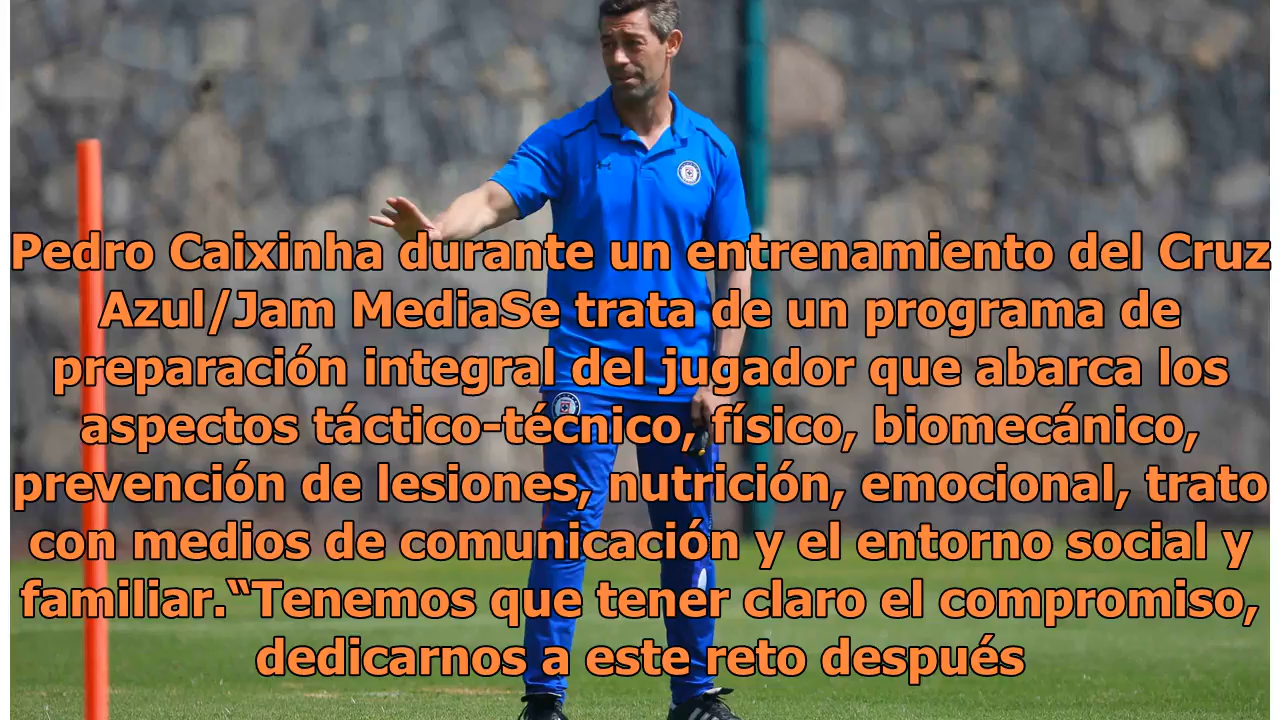 Pedro Caixinha durante un entrenamiento del Cruz
Azul/Jam MediaSe trata de un programa de
preparación integral del jugador que abarca los
aspectos táctico-técnico, físico, biomecánico,
prevención de lesiones, nutrición, emocional, trato
con medios de comunicación y el entorno social y
familiar.“Tenemos que tener claro el compromiso,
dedicarnos a este reto después